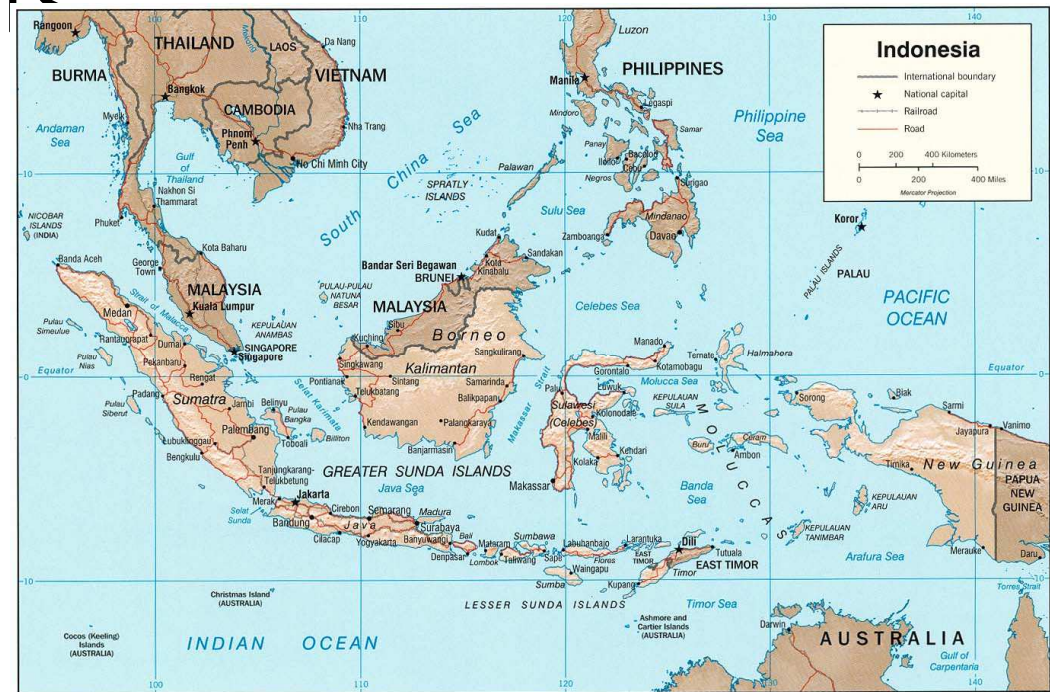 Indonesia
International boundary
National capital
Railroad
Road
0 200 400 Kilometers
0 200 400 Miles
Mercator Projection
100
110
120
130
140
Rangoon
THAILAND
LAOS
Mekong
Da Nang
BURMA
VIETNAM
Bangkok
CAMBODIA
Phnom
Penh
Myeik
Andaman
Sea
Nha Trang
Ho Chi Minh City
Gulf
of
Thailand
10
10
Nakhon Si
Thammarat
NICOBAR
ISLANDS
(INDIA)
Phuket
Luzon
Manila
PHILIPPINES
Legaspi
Mindoro
Samar
Philippine
Sea
Panay
Iloilo
Bacolod
Cebu
Negros
Surigao
Palawan
South China Sea
SPRATLY
ISLANDS
Sulu Sea
Mindanao
Zamboanga
Davao
Koror
PALAU ISLANDS
PALAU
Kudat
Kota
Kinabalu
Sandakan
Banda Aceh
George
Town
Kota Baharu
Bandar Seri Begawan
BRUNEI
MALAYSIA
Kuala Lumpur
Strait of Malacca
PULAU-PULAU
NATUNA
BESAR
MALAYSIA
Celebes Sea
PACIFIC
OCEAN
Medan
Pulau
Simeulue
KEPULAUAN
ANAMBAS
Sibu
Borneo
Rantauprapat
Dumai
SINGAPORE
Singapore
Kuching
Sangkulirang
Manado
Ternate
Halmahera
Pulau
Nias
Pekanbaru
Singkawang
Kalimantan
Gorontalo
Kotamobagu
Equator
Equator
0
0
Rengat
Pontianak
Sintang
Samarinda
Makassar Strait
Palu
Luwuk
Molucca Sea
Padang
Sumatra
Selat Karimata
Telukbatang
Balikpapan
Sulawesi
(Celebes)
Kolonodale
KEPULAUAN
SULA
Sorong
Biak
Sarmi
Pulau
Siberut
Jambi
Belinyu
Pulau
Bangka
Kendawangan
Palangkaraya
Jayapura
Vanimo
Palembang
Toboali
Billiton
Malili
Lubuklinggau
Banjarmasin
Kolaka
Kendari
Buru
Ceram
Ambon
MOLUCCAS
Bengkulu
New Guinea
Timika
Tanjungkarang-
Telukbetung
GREATER SUNDA ISLANDS
Makassar
Java Sea
Banda
Sea
PAPUA
NEW
GUINEA
KEPULAUAN
ARU
Merak
Jakarta
Cirebon
Semarang
Madura
Selat
Sunda
Bandung
Java
Surabaya
KEPULAUAN
TANIMBAR
Cilacap
Yogyakarta
Banyuwangi
Bali
Denpasar
Mataram
Lombok
Taliwang
Sumbawa
Sape
Labuhanbajo
Flores
Larantuka
Dili
Tutuala
EAST
TIMOR
EAST TIMOR
Timor
Arafura Sea
Merauke
Daru
10
10
Waingapu
Sumba
Kupang
Torres Strait
Christmas Island
(AUSTRALIA)
LESSER SUNDA ISLANDS
Timor Sea
Ashmore and
Cartier Islands
(AUSTRALIA)
Darwin
AUSTRALIA
Cocos (Keeling)
Islands
(AUSTRALIA)
INDIAN OCEAN
Gulf of
Carpentaria
100
110
120
130
140